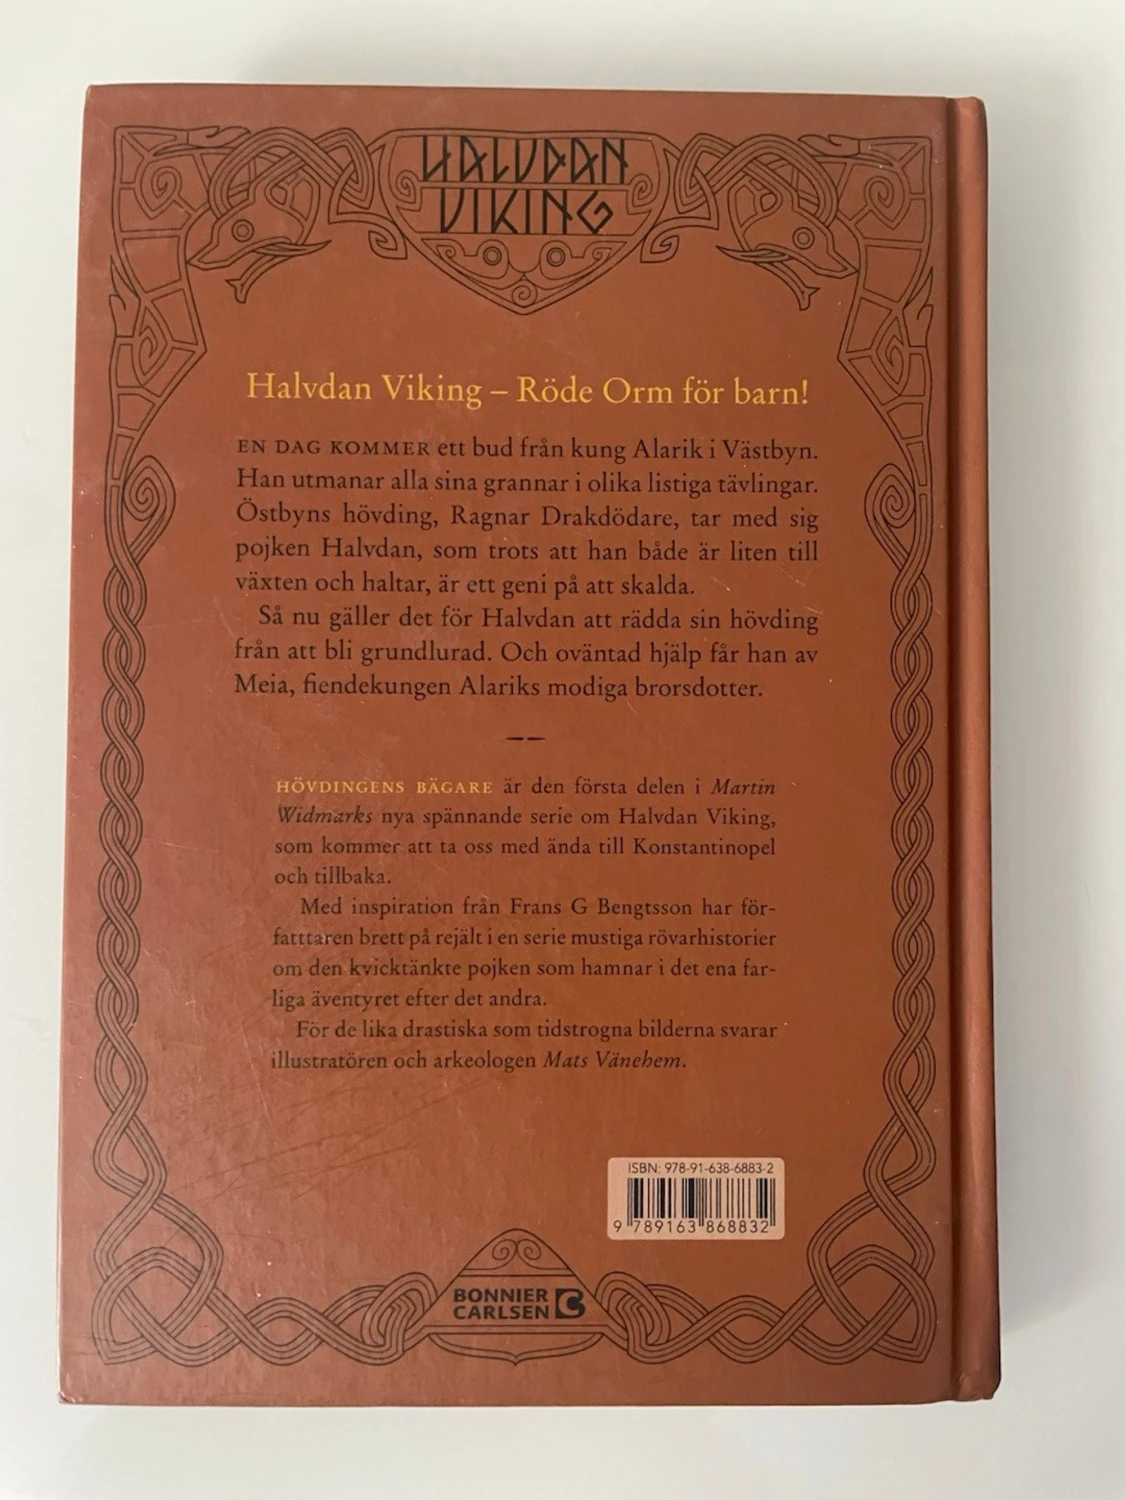 HALVDAN
VIKING
Halvdan Viking – Röde Orm för barn!
EN DAG KOMMER ett bud från kung Alarik i Västbyn.
Han utmanar alla sina grannar i olika listiga tävlingar.
Östbyns hövding, Ragnar Drakdödare, tar med sig
pojken Halvdan, som trots att han både är liten till
växten och haltar, är ett geni på att skalda.
Så nu gäller det för Halvdan att rädda sin hövding
från att bli grundlurad. Och oväntad hjälp får han av
Meia, fiendekungen Alariks modiga brorsdotter.
HÖVDINGENS BÄGARE är den första delen i Martin
Widmarks nya spännande serie om Halvdan Viking,
som kommer att ta oss med ända till Konstantinopel
och tillbaka.
Med inspiration från Frans G Bengtsson har för-
fatttaren brett på rejält i en serie mustiga rövarhistorier
om den kvicktänkte pojken som hamnar i det ena far-
liga äventyret efter det andra.
För de lika drastiska som tidstrogna bilderna svarar
illustratören och arkeologen Mats Vänehem.
ISBN: 978-91-638-6883-2
9 789163 868832
BONNIER
CARLSEN